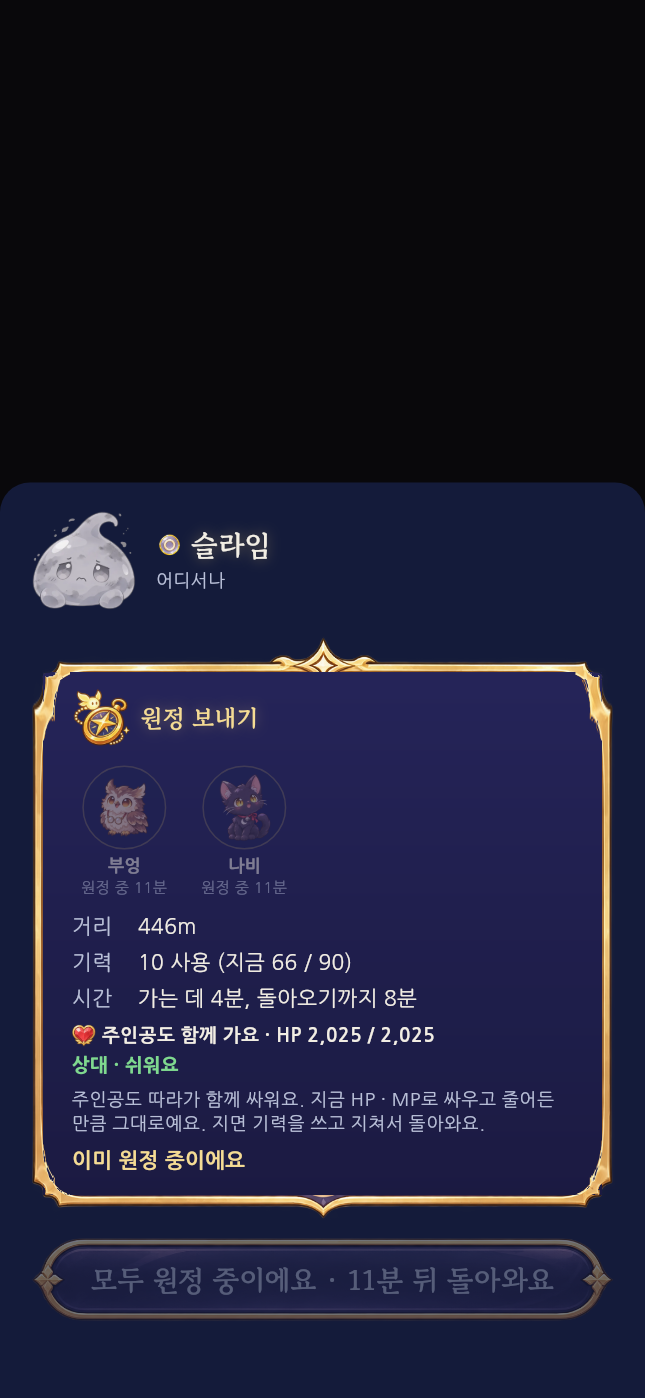 슬라임
어디서나
원정 보내기
부엉 나비
원정 중 11분 원정 중 11분
거리 446m
기력 10 사용 (지금 66 / 90)
시간 가는 데 4분, 돌아오기까지 8분
주인공도 함께 가요 · HP 2,025 / 2,025
상대 · 쉬워요
주인공도 따라가 함께 싸워요. 지금 HP · MP로 싸우고 줄어든
만큼 그대로예요. 지면 기력을 쓰고 지쳐서 돌아와요.
이미 원정 중이에요
모두 원정 중이에요 · 11분 뒤 돌아와요